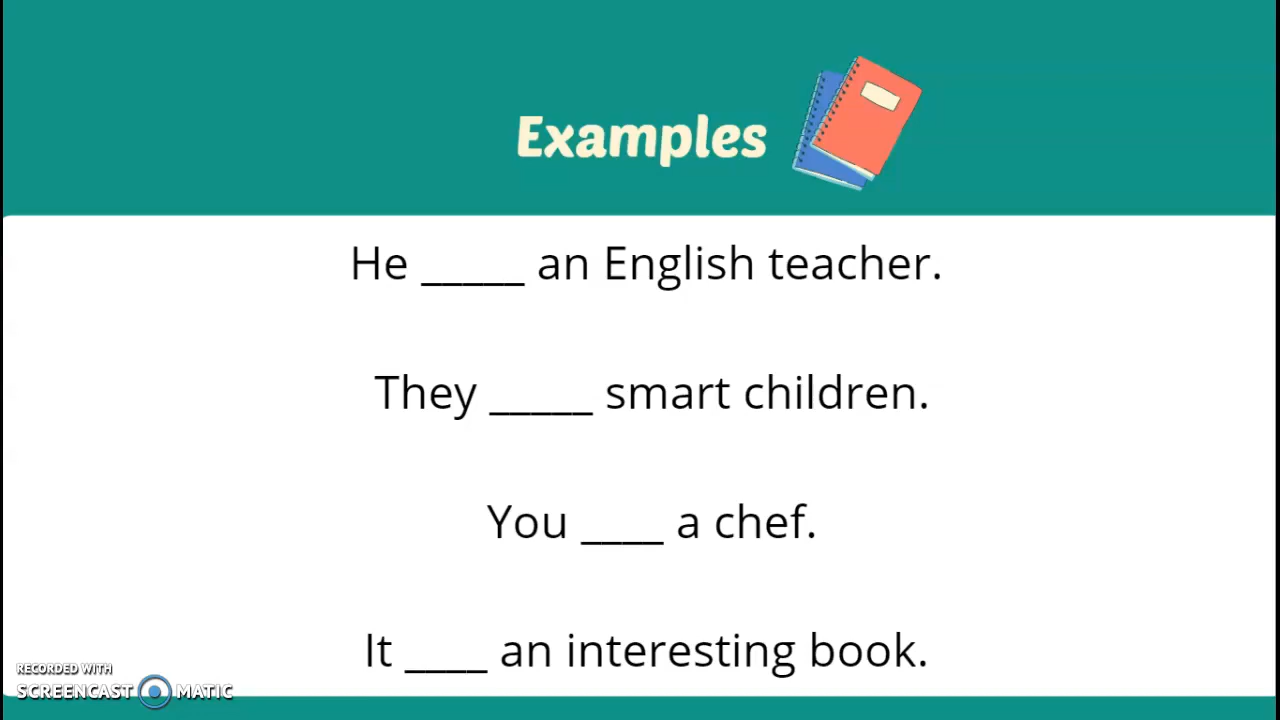 Examples
He _____ an English teacher.
They _____ smart children.
You ____ a chef.
It ____ an interesting book.
RECORDED WITH
SCREENCAST MATIC